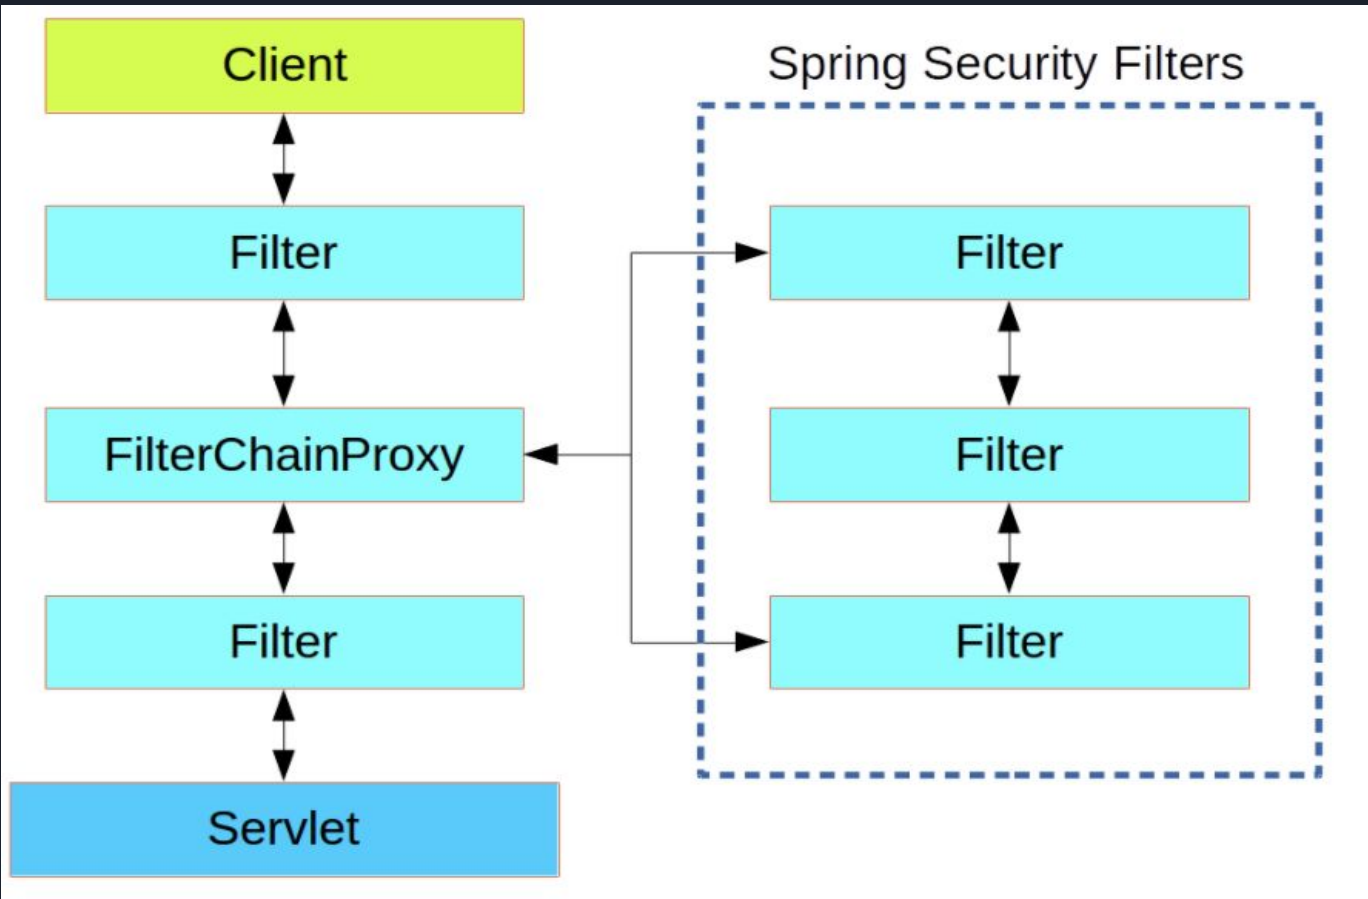 Client
Filter
FilterChainProxy
Filter
Servlet
Spring Security Filters
Filter
Filter
Filter